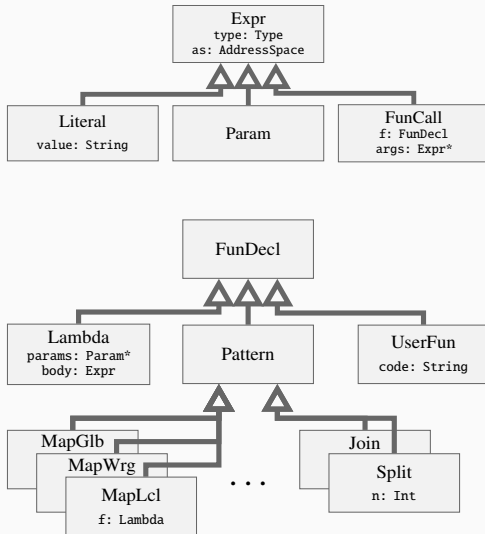 Expr
type: Type
as: AddressSpace
Literal
value: String
Param
FunCall
f: FunDecl
args: Expr*
FunDecl
Lambda
params: Param*
body: Expr
Pattern
UserFun
code: String
MapGlb
MapWrg
MapLcl
f: Lambda
...
Join
Split
n: Int